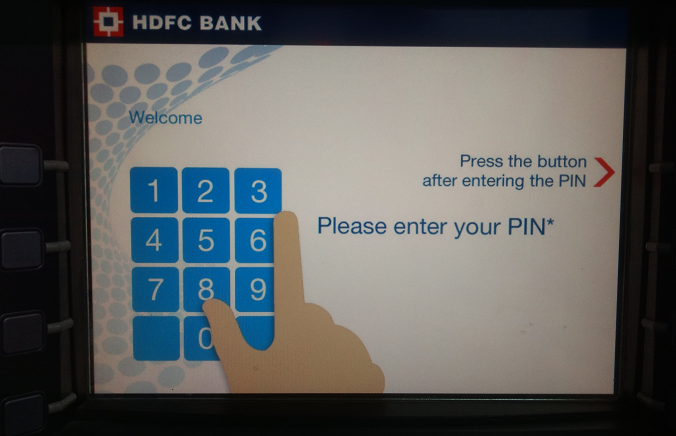 HDFC BANK
Welcome
Press the button
after entering the PIN
Please enter your PIN*
1 2 3
4 5 6
7 8 9
0